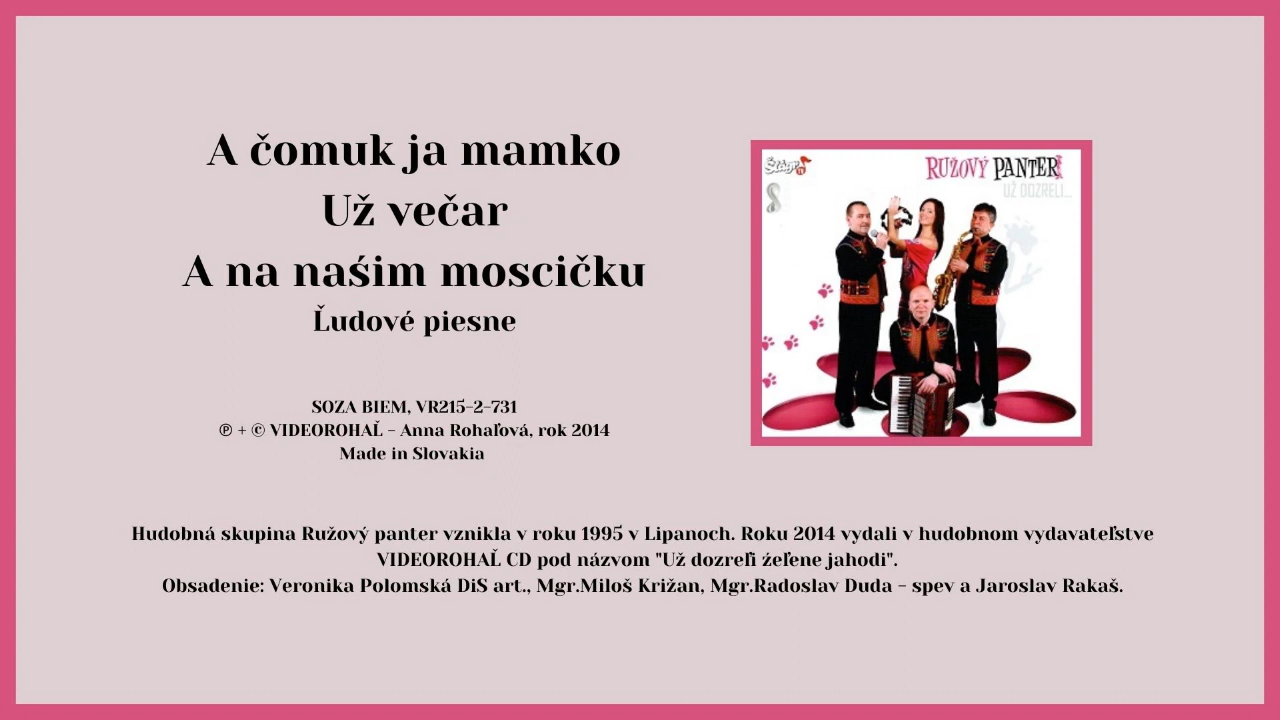 A čomuk ja mamko
Už večar
A na naśim moscičku
Ľudové piesne
SOZA BIEM, VR215-2-731
℗ + © VIDEOROHAĽ - Anna Rohaľová, rok 2014
Made in Slovakia
Šlágr TV
RUŽOVÝ PANTER
UŽ DOZRELI...
Hudobná skupina Ružový panter vznikla v roku 1995 v Lipanoch. Roku 2014 vydali v hudobnom vydavateľstve
VIDEOROHAĽ CD pod názvom "Už dozreľi źeľene jahodi".
Obsadenie: Veronika Polomská DiS art., Mgr.Miloš Križan, Mgr.Radoslav Duda - spev a Jaroslav Rakaš.